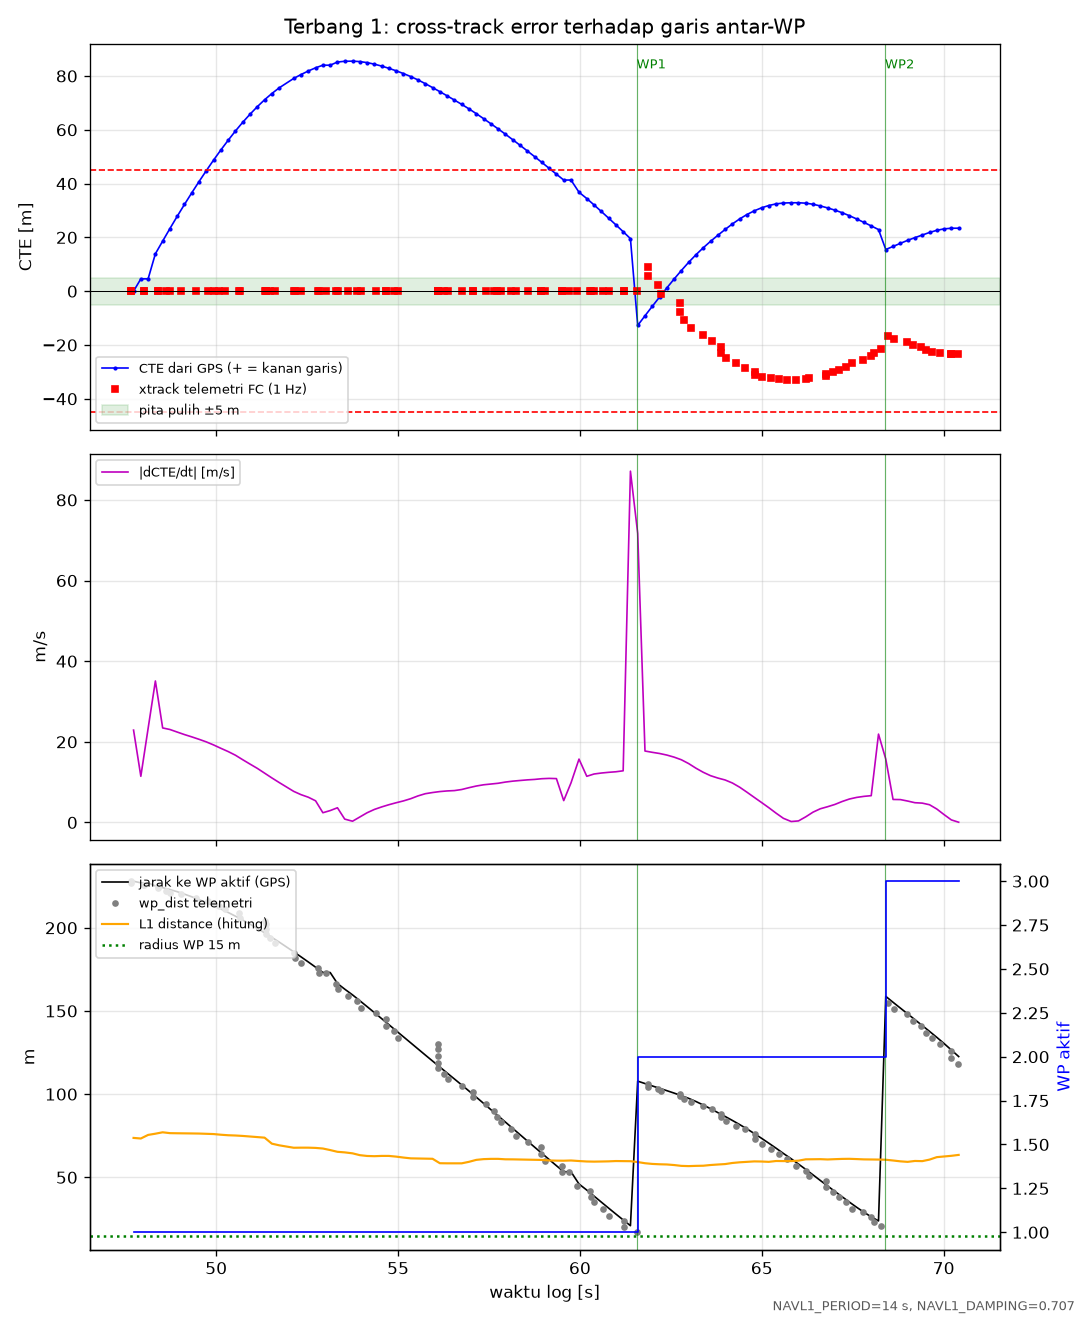 Terbang 1: cross-track error terhadap garis antar-WP
WP1
WP2
80
60
40
20
0
−20
−40
CTE [m]
CTE dari GPS (+ = kanan garis)
xtrack telemetri FC (1 Hz)
pita pulih ±5 m
|dCTE/dt| [m/s]
80
60
40
20
0
m/s
jarak ke WP aktif (GPS)
wp_dist telemetri
L1 distance (hitung)
radius WP 15 m
200
150
100
50
m
3.00
2.75
2.50
2.25
2.00
1.75
1.50
1.25
1.00
WP aktif
50
55
60
65
70
waktu log [s]
NAVL1_PERIOD=14 s, NAVL1_DAMPING=0.707